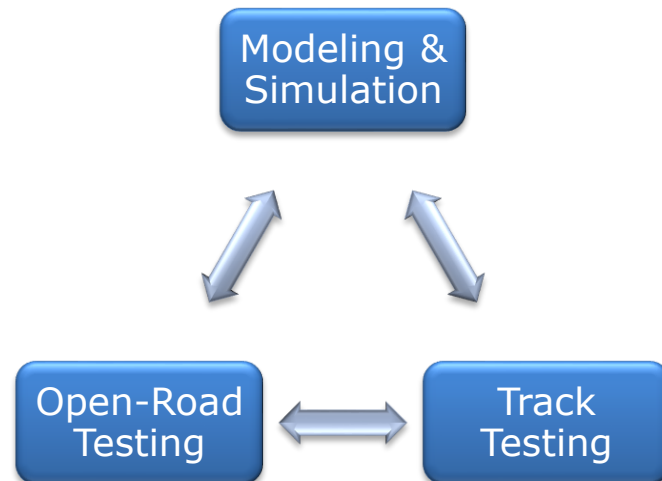 Modeling &
Simulation
Open-Road
Testing
Track
Testing